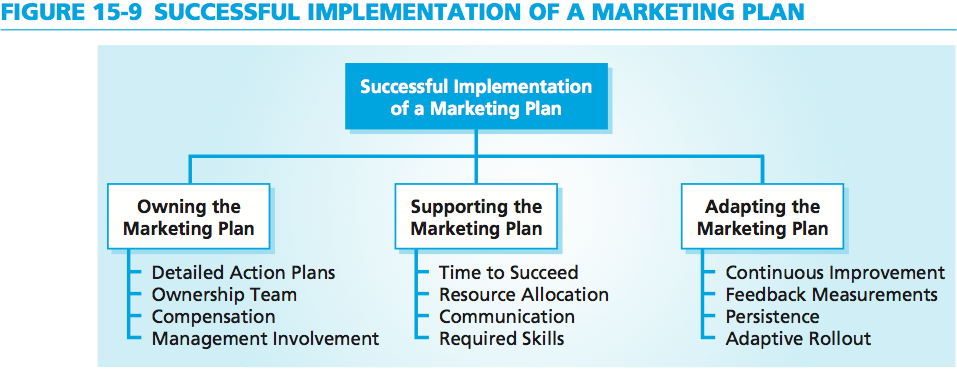 FIGURE 15-9 SUCCESSFUL IMPLEMENTATION OF A MARKETING PLAN
Successful Implementation
of a Marketing Plan
Owning the
Marketing Plan
Detailed Action Plans
Ownership Team
Compensation
Management Involvement
Supporting the
Marketing Plan
Time to Succeed
Resource Allocation
Communication
Required Skills
Adapting the
Marketing Plan
Continuous Improvement
Feedback Measurements
Persistence
Adaptive Rollout